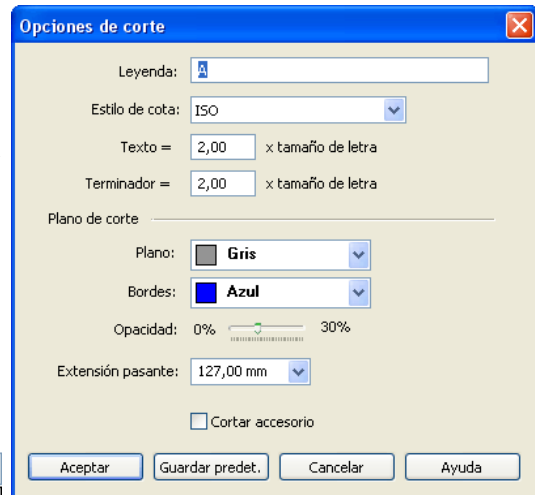 Opciones de corte
Leyenda: A
Estilo de cota: ISO
Texto = 2,00 x tamaño de letra
Terminador = 2,00 x tamaño de letra
Plano de corte
Plano: Gris
Bordes: Azul
Opacidad: 0% 30%
Extensión pasante: 127,00 mm
Cortar accesorio
Aceptar Guardar predet. Cancelar Ayuda